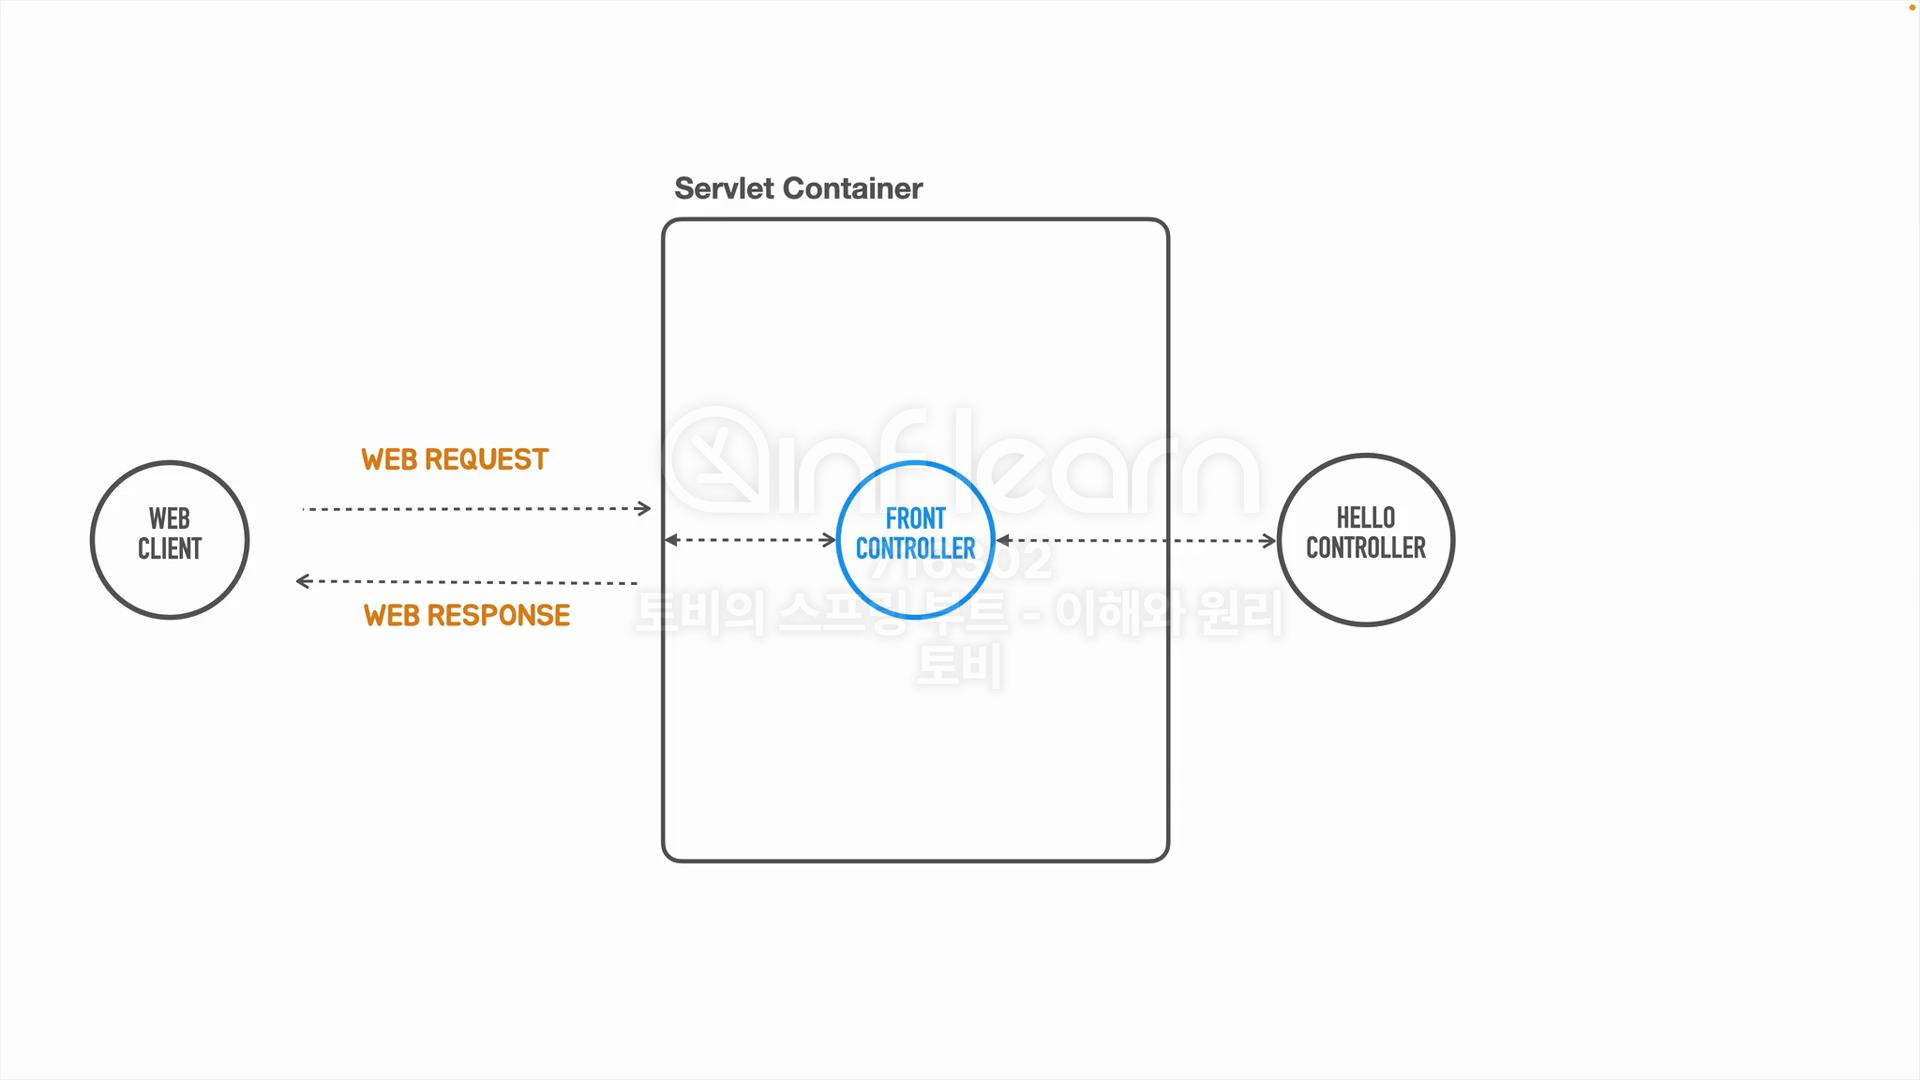 Servlet Container
WEB REQUEST
WEB
CLIENT
WEB RESPONSE
FRONT
CONTROLLER
HELLO
CONTROLLER
inflearn
토비의 스프링 부트 - 이해와 원리
토비